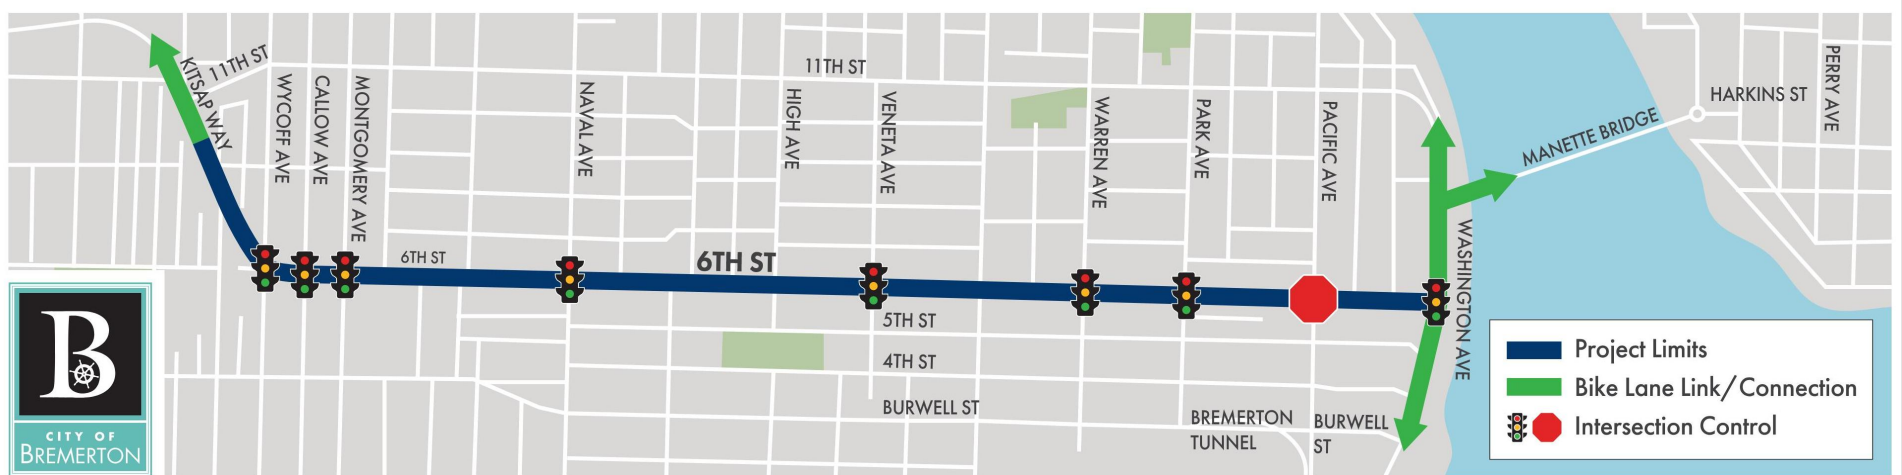 KITSAP WAY
11TH ST
WYCOFF AVE
CALLOW AVE
MONTGOMERY AVE
NAVAL AVE
11TH ST
HIGH AVE
VENETA AVE
WARREN AVE
PARK AVE
PACIFIC AVE
MANETTE BRIDGE
HARKINS ST
PERRY AVE
6TH ST
6TH ST
WASHINGTON AVE
5TH ST
4TH ST
BURWELL ST
BREMERTON
TUNNEL
BURWELL
ST
B
CITY OF
BREMERTON
Project Limits
Bike Lane Link/Connection
Intersection Control